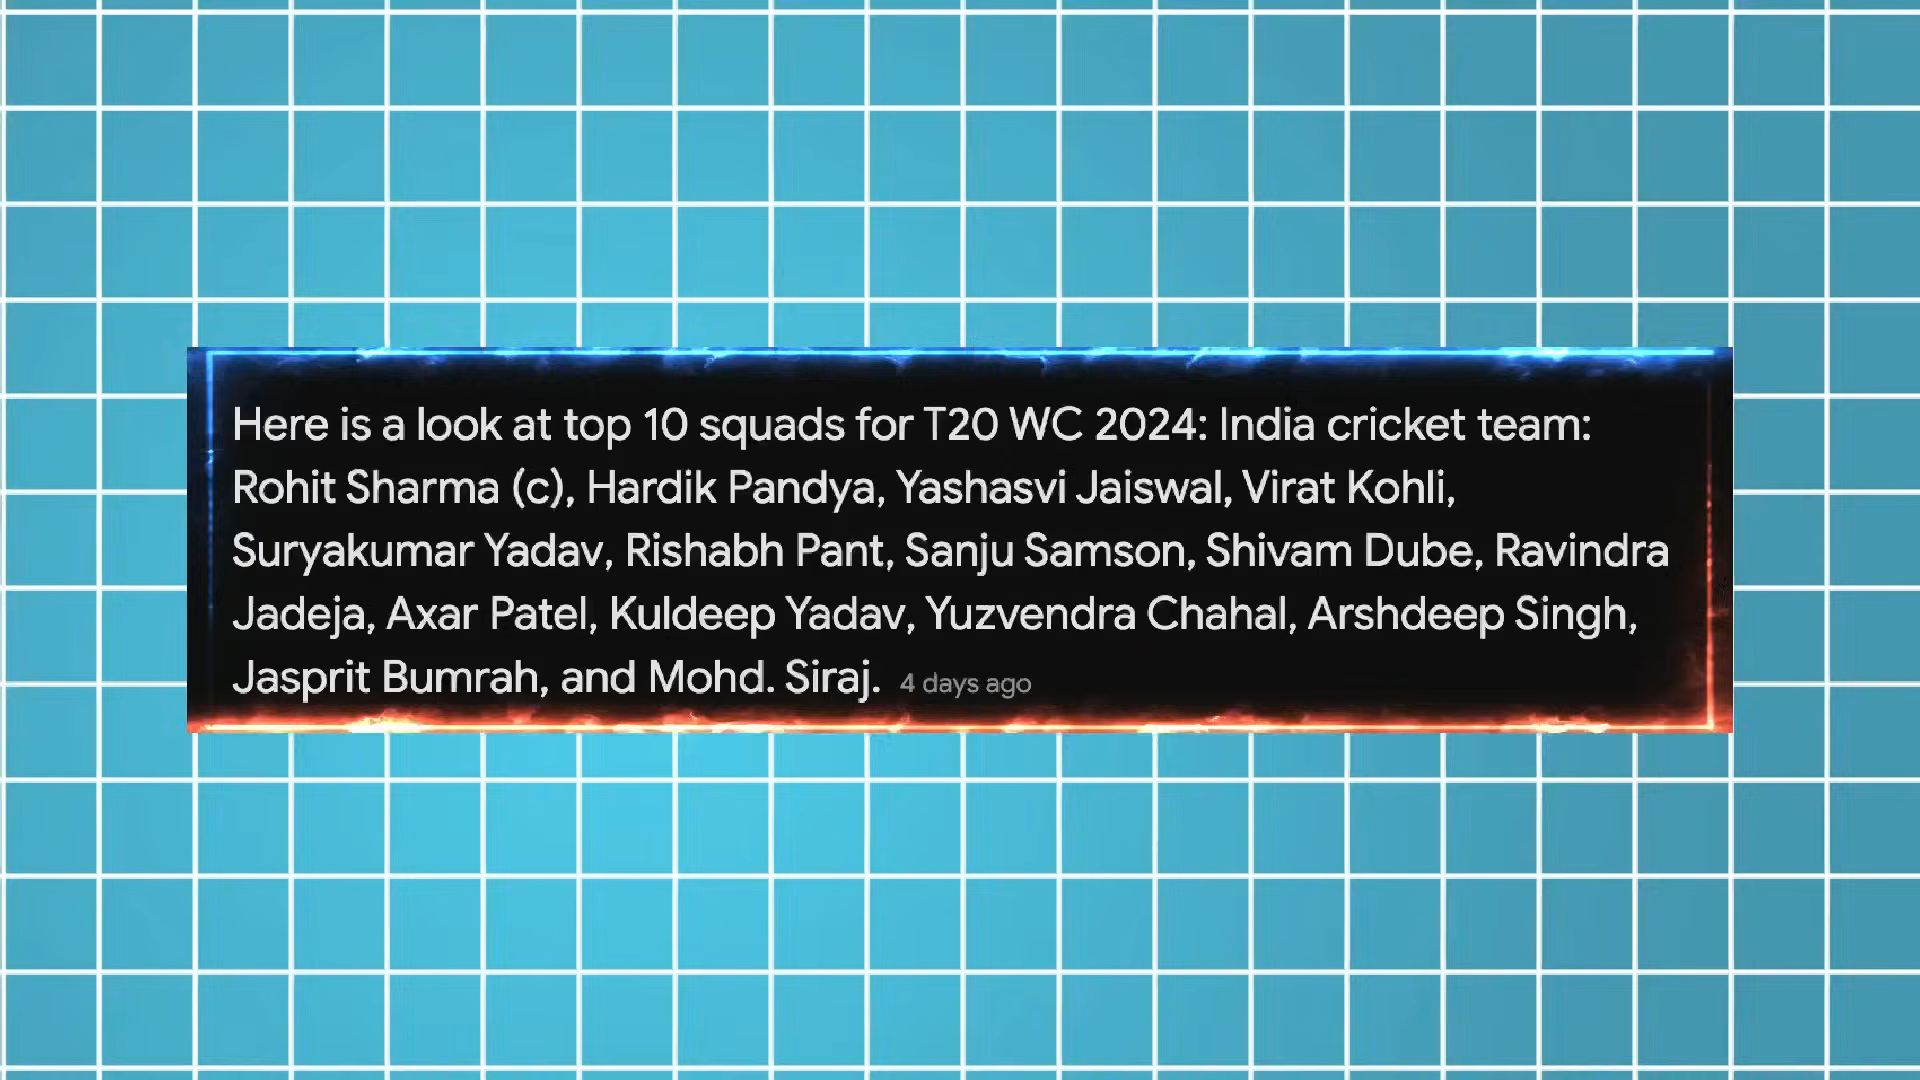 Here is a look at top 10 squads for T20 WC 2024: India cricket team:
Rohit Sharma (c), Hardik Pandya, Yashasvi Jaiswal, Virat Kohli,
Suryakumar Yadav, Rishabh Pant, Sanju Samson, Shivam Dube, Ravindra
Jadeja, Axar Patel, Kuldeep Yadav, Yuzvendra Chahal, Arshdeep Singh,
Jasprit Bumrah, and Mohd. Siraj. 4 days ago